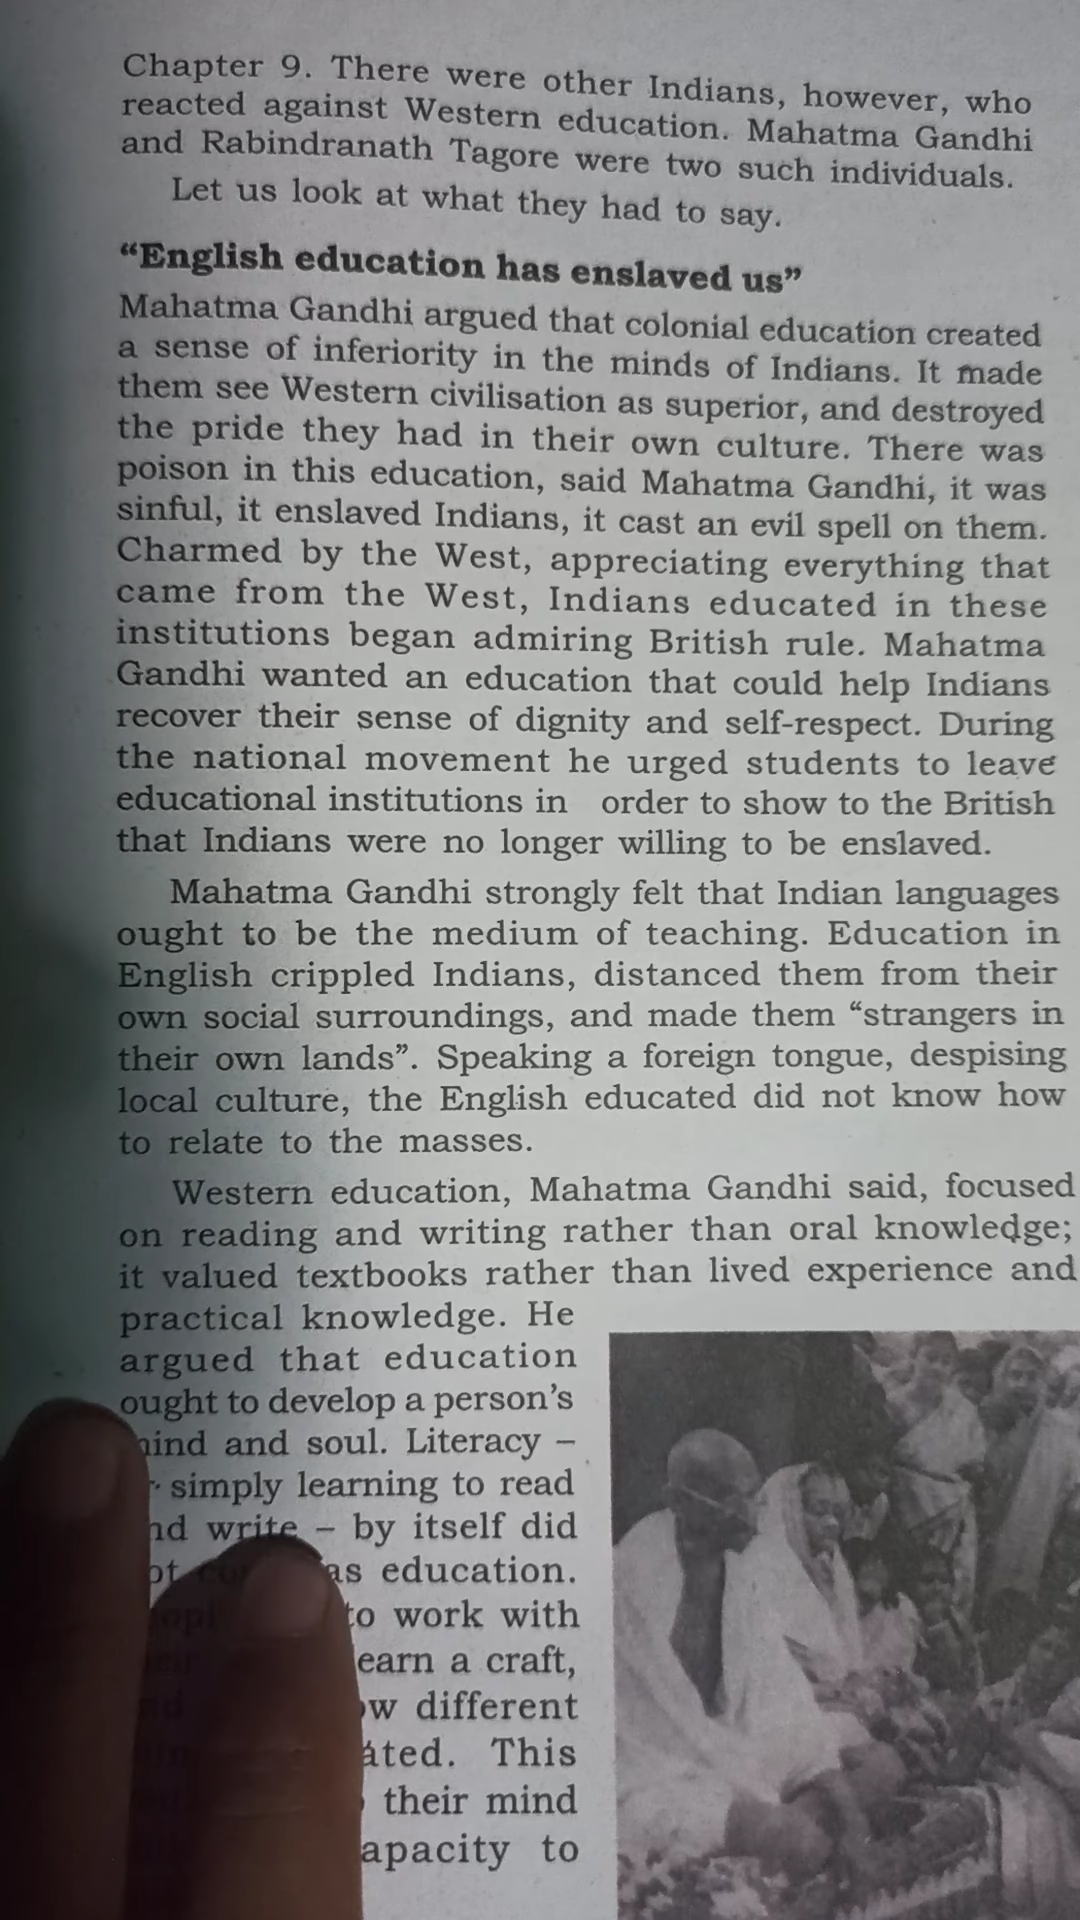 Chapter 9. There were other Indians, however, who
reacted against Western education. Mahatma Gandhi
and Rabindranath Tagore were two such individuals.
Let us look at what they had to say.
“English education has enslaved us”
Mahatma Gandhi argued that colonial education created
a sense of inferiority in the minds of Indians. It made
them see Western civilisation as superior, and destroyed
the pride they had in their own culture. There was
poison in this education, said Mahatma Gandhi, it was
sinful, it enslaved Indians, it cast an evil spell on them.
Charmed by the West, appreciating everything that
came from the West, Indians educated in these
institutions began admiring British rule. Mahatma
Gandhi wanted an education that could help Indians
recover their sense of dignity and self-respect. During
the national movement he urged students to leave
educational institutions in order to show to the British
that Indians were no longer willing to be enslaved.
Mahatma Gandhi strongly felt that Indian languages
ought to be the medium of teaching. Education in
English crippled Indians, distanced them from their
own social surroundings, and made them “strangers in
their own lands”. Speaking a foreign tongue, despising
local culture, the English educated did not know how
to relate to the masses.
Western education, Mahatma Gandhi said, focused
on reading and writing rather than oral knowledge;
it valued textbooks rather than lived experience and
practical knowledge. He
argued that education
ought to develop a person’s
and soul. Literacy –
simply learning to read
write – by itself did
as education.
to work with
a craft,
different
This
their mind
to